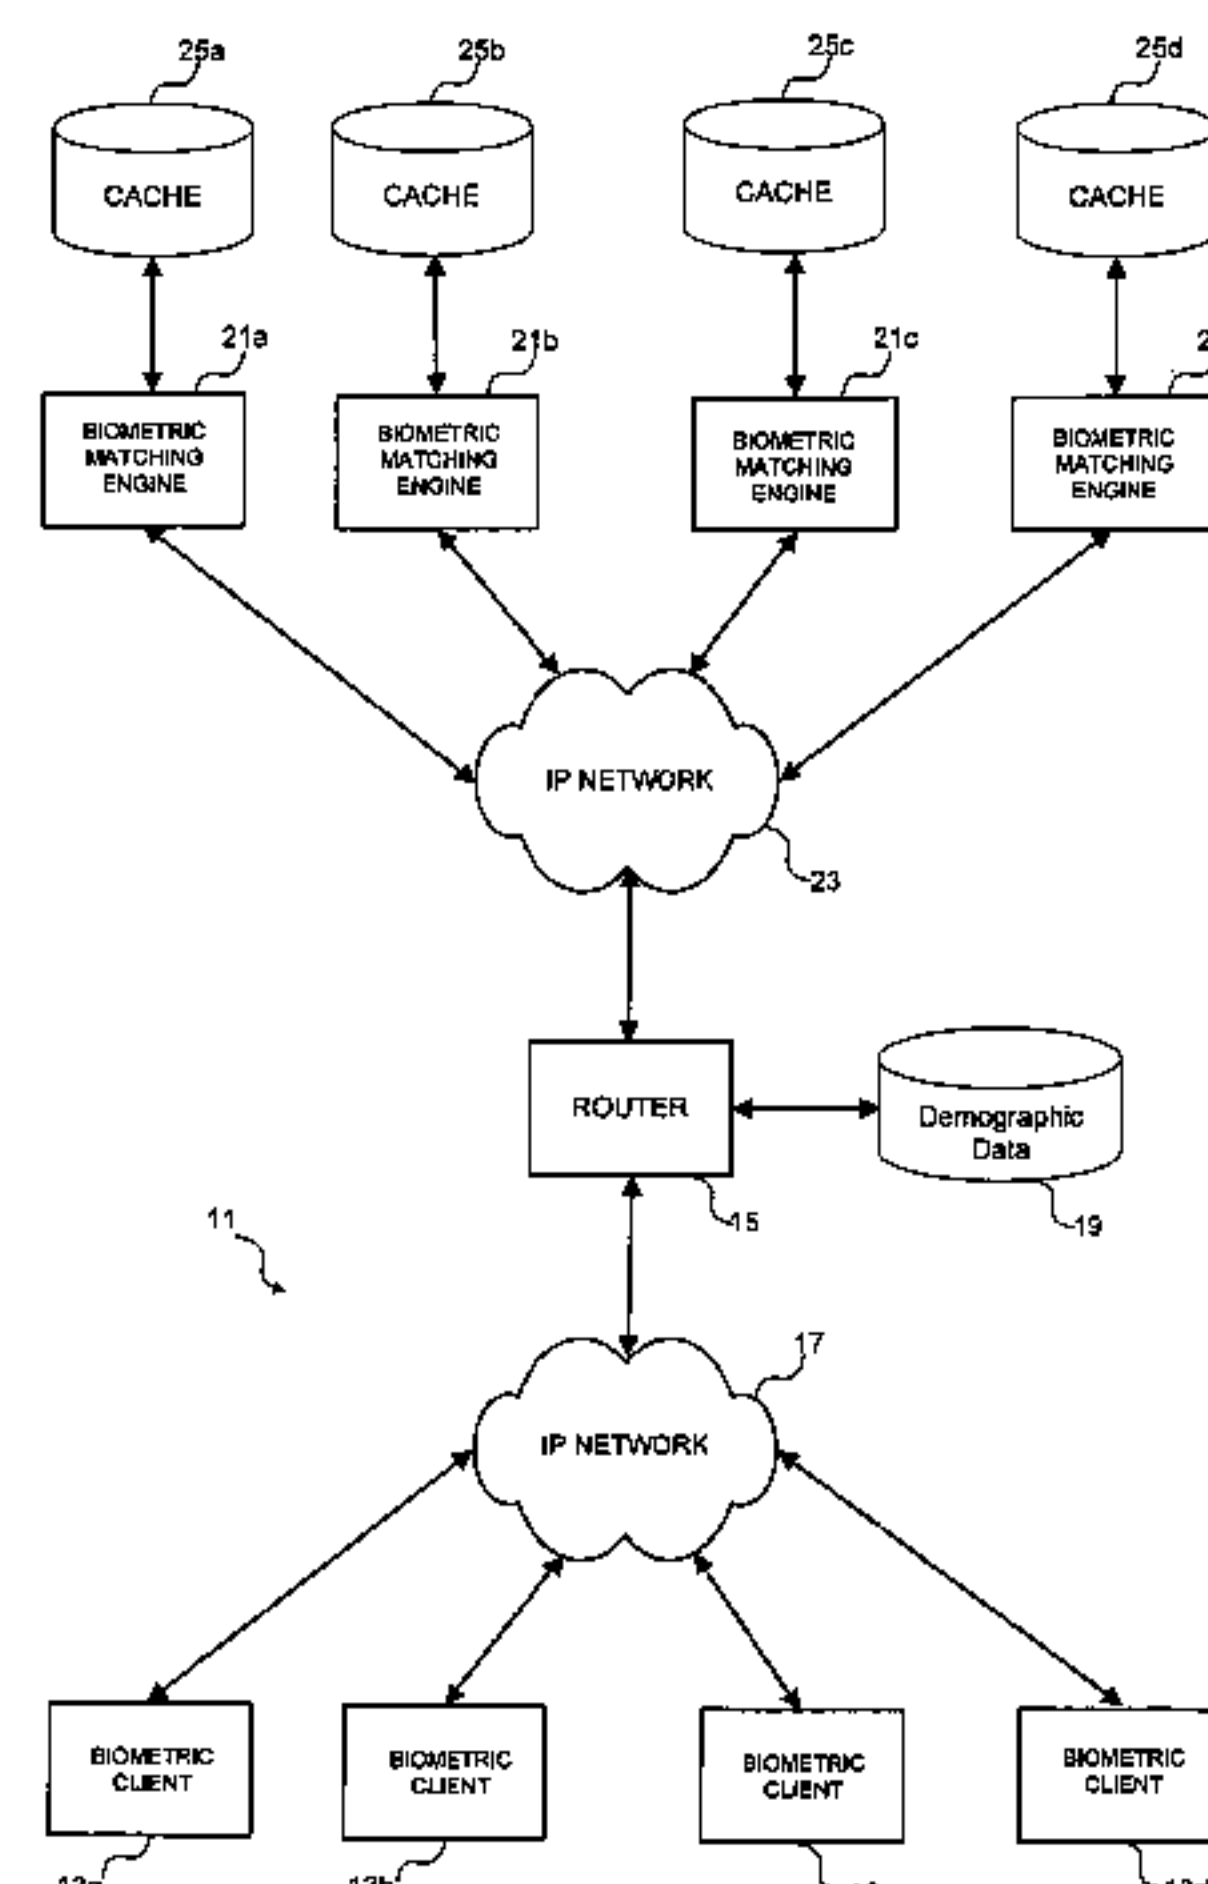 25a
25b
25c
25d
CACHE
CACHE
CACHE
CACHE
21a
21b
21c
BIOMETRIC
MATCHING
ENGINE
BIOMETRIC
MATCHING
ENGINE
BIOMETRIC
MATCHING
ENGINE
BIOMETRIC
MATCHING
ENGINE
IP NETWORK
23
ROUTER
Demographic
Data
15
19
11
17
IP NETWORK
BIOMETRIC
CLIENT
BIOMETRIC
CLIENT
BIOMETRIC
CLIENT
BIOMETRIC
CLIENT